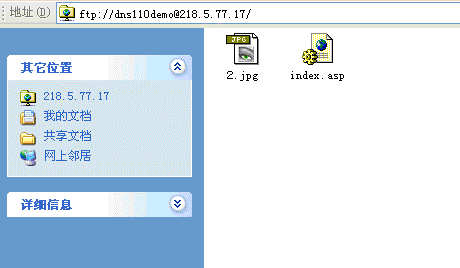 地址(D) ftp://dns110demo@218.5.77.17/
JPG
2.jpg index.asp
其它位置
218.5.77.17
我的文档
共享文档
网上邻居
详细信息